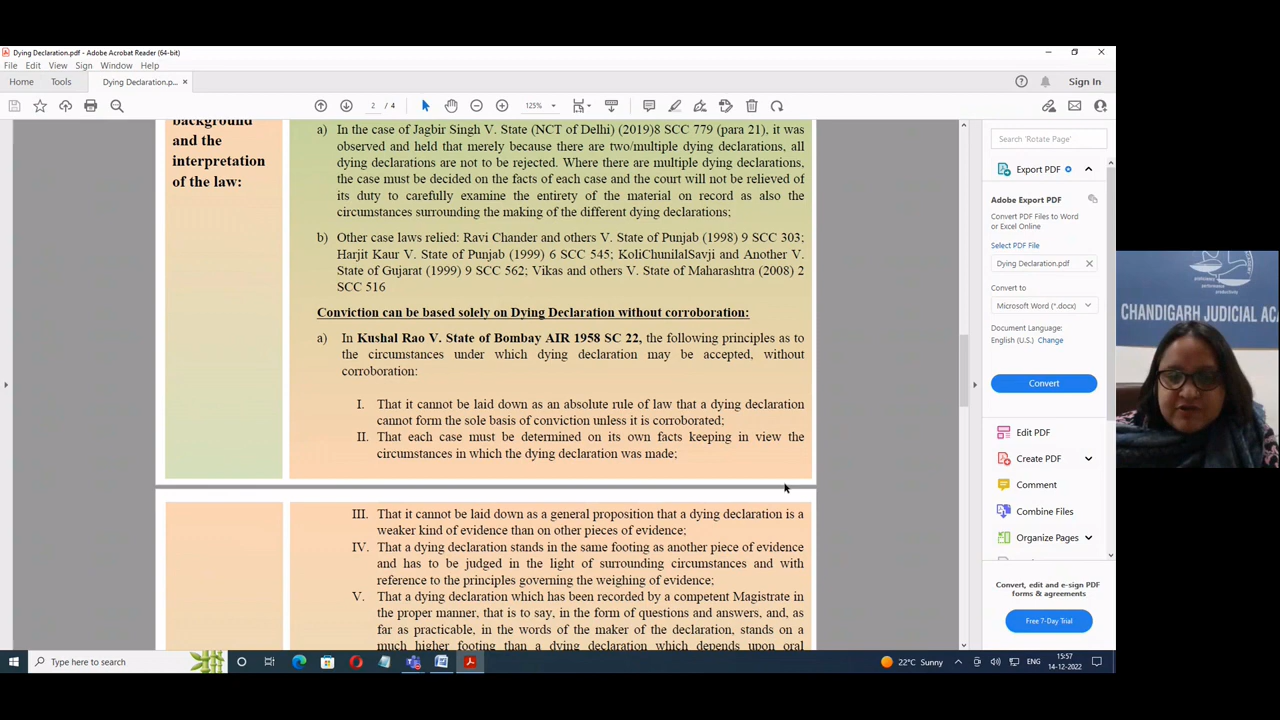 Dying Declaration.pdf - Adobe Acrobat Reader (64-bit)
File Edit View Sign Window Help
Home Tools Dying Declaration.p... × Sign In
2 / 4 125%
background
and the
interpretation
of the law:
a) In the case of Jagbir Singh V. State (NCT of Delhi) (2019)8 SCC 779 (para 21), it was
observed and held that merely because there are two/multiple dying declarations, all
dying declarations are not to be rejected. Where there are multiple dying declarations,
the case must be decided on the facts of each case and the court will not be relieved of
its duty to carefully examine the entirety of the material on record as also the
circumstances surrounding the making of the different dying declarations;
b) Other case laws relied: Ravi Chander and others V. State of Punjab (1998) 9 SCC 303;
Harjit Kaur V. State of Punjab (1999) 6 SCC 545; KoliChunilalSavji and Another V.
State of Gujarat (1999) 9 SCC 562; Vikas and others V. State of Maharashtra (2008) 2
SCC 516
Conviction can be based solely on Dying Declaration without corroboration:
a) In Kushal Rao V. State of Bombay AIR 1958 SC 22, the following principles as to
the circumstances under which dying declaration may be accepted, without
corroboration:
I. That it cannot be laid down as an absolute rule of law that a dying declaration
cannot form the sole basis of conviction unless it is corroborated;
II. That each case must be determined on its own facts keeping in view the
circumstances in which the dying declaration was made;
III. That it cannot be laid down as a general proposition that a dying declaration is a
weaker kind of evidence than on other pieces of evidence;
IV. That a dying declaration stands in the same footing as another piece of evidence
and has to be judged in the light of surrounding circumstances and with
reference to the principles governing the weighing of evidence;
V. That a dying declaration which has been recorded by a competent Magistrate in
the proper manner, that is to say, in the form of questions and answers, and, as
far as practicable, in the words of the maker of the declaration, stands on a
much higher footing than a dying declaration which depends upon oral
Search 'Rotate Page'
Export PDF
Adobe Export PDF
Convert PDF Files to Word
or Excel Online
Select PDF File
Dying Declaration.pdf
Convert to
Microsoft Word (*.docx)
Document Language:
English (U.S.) Change
Convert
Edit PDF
Create PDF
Comment
Combine Files
Organize Pages
Convert, edit and e-sign PDF
forms & agreements
Free 7-Day Trial
CHANDIGARH JUDICIAL AC
Type here to search
22°C Sunny
ENG
15:57
14-12-2022